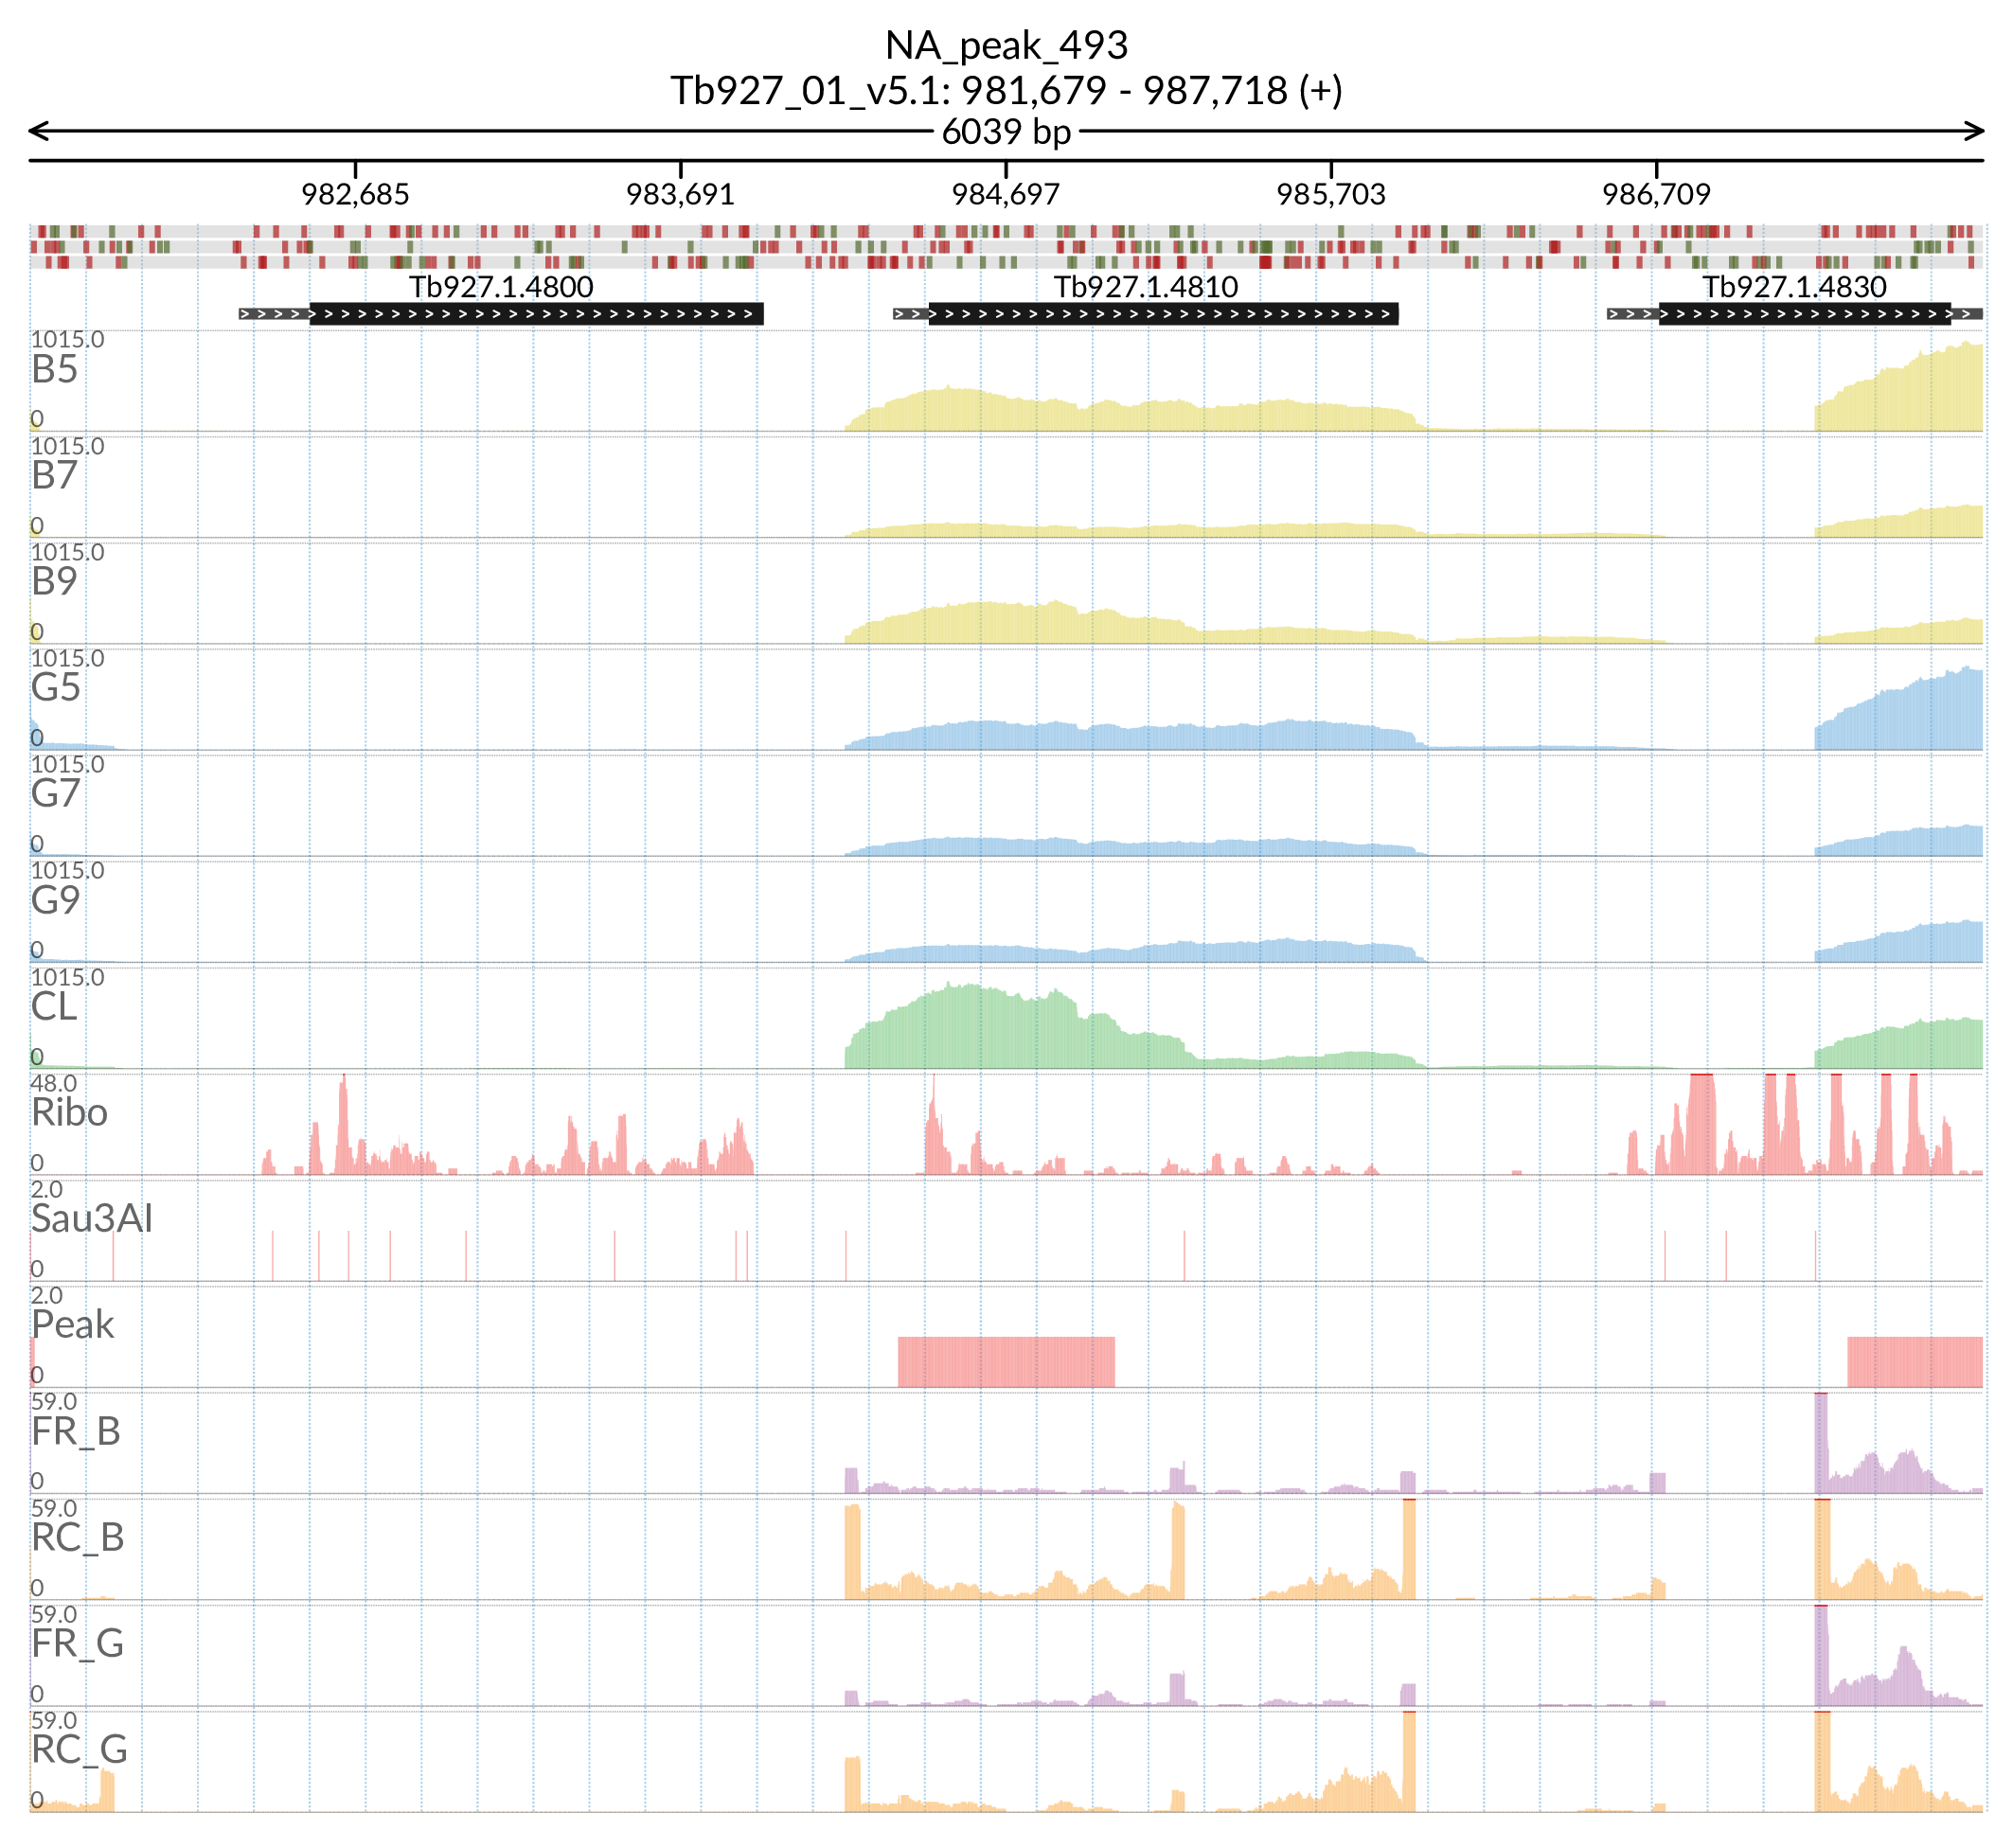 NA_peak_493
Tb927_01_v5.1: 981,679 - 987,718 (+)
6039 bp
982,685 983,691 984,697 985,703 986,709
Tb927.1.4800 Tb927.1.4810 Tb927.1.4830
1015.0
B5
0
1015.0
B7
0
1015.0
B9
0
1015.0
G5
0
1015.0
G7
0
1015.0
G9
0
1015.0
CL
0
48.0
Ribo
0
2.0
Sau3AI
0
2.0
Peak
0
59.0
FR_B
0
59.0
RC_B
0
59.0
FR_G
0
59.0
RC_G
0